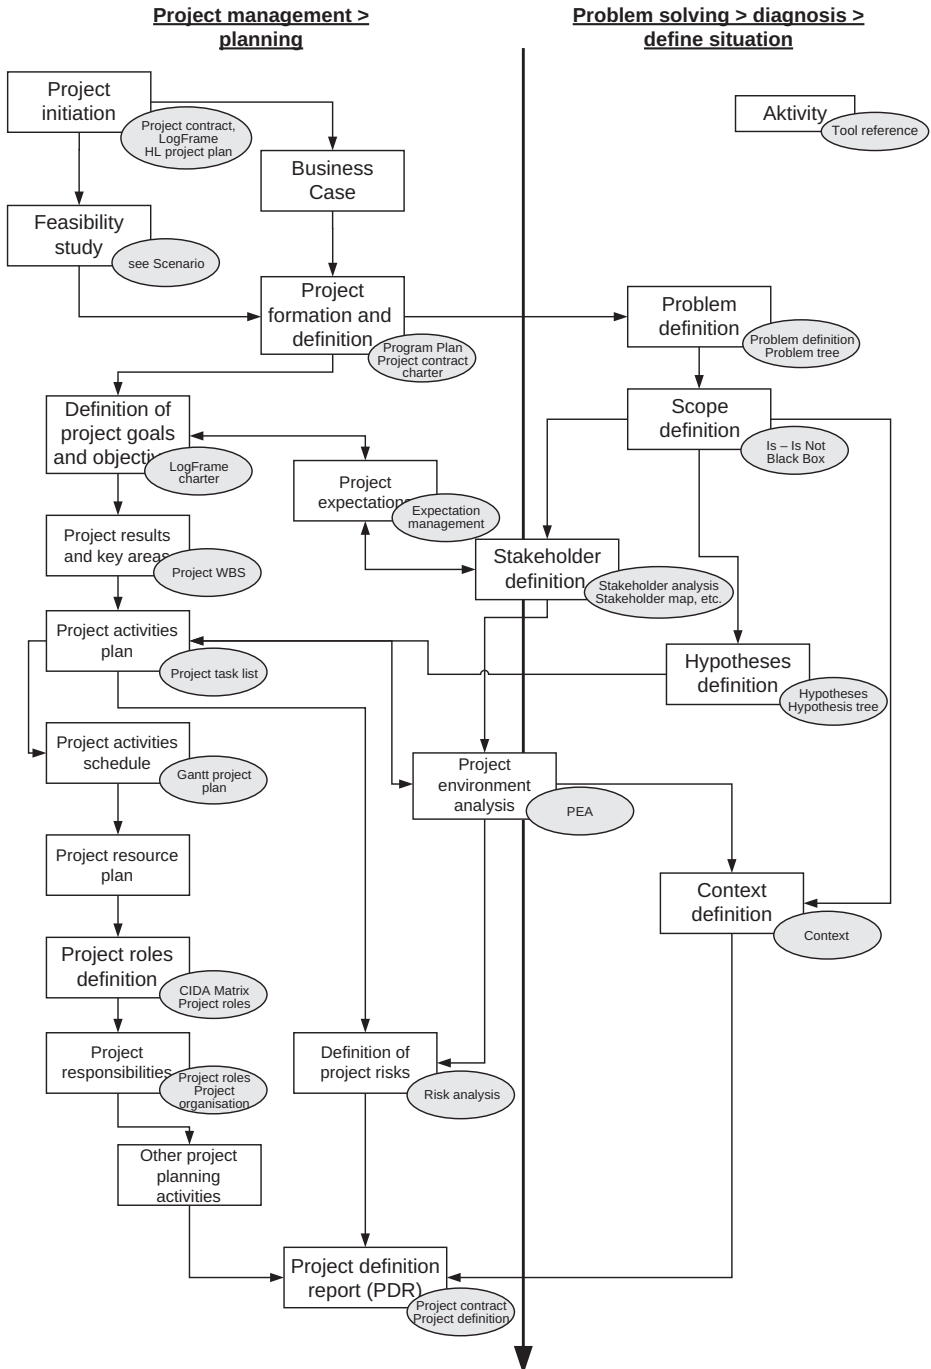 Project management >
planning
Problem solving > diagnosis >
define situation
Project
initiation
Project contract,
LogFrame
HL project plan
Aktivity
Tool reference
Business
Case
Feasibility
study
see Scenario
Project
formation and
definition
Program Plan
Project contract
charter
Problem
definition
Problem definition
Problem tree
Definition of
project goals
and objectiv
LogFrame
charter
Scope
definition
Is – Is Not
Black Box
Project
expectations
Expectation
management
Project results
and key areas
Project WBS
Stakeholder
definition
Stakeholder analysis
Stakeholder map, etc.
Project activities
plan
Project task list
Hypotheses
definition
Hypotheses
Hypothesis tree
Project activities
schedule
Gantt project
plan
Project
environment
analysis
PEA
Project resource
plan
Context
definition
Context
Project roles
definition
CIDA Matrix
Project roles
Project
responsibilities
Project roles
Project
organisation
Definition of
project risks
Risk analysis
Other project
planning
activities
Project definition
report (PDR)
Project contract
Project definition